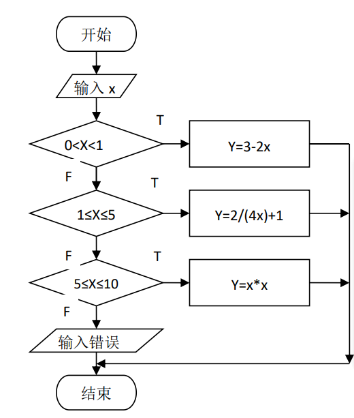 开始
输入 x
T
0<X<1
Y=3-2x
F
T
1≤X≤5
Y=2/(4x)+1
F
T
5≤X≤10
Y=x*x
F
输入错误
结束